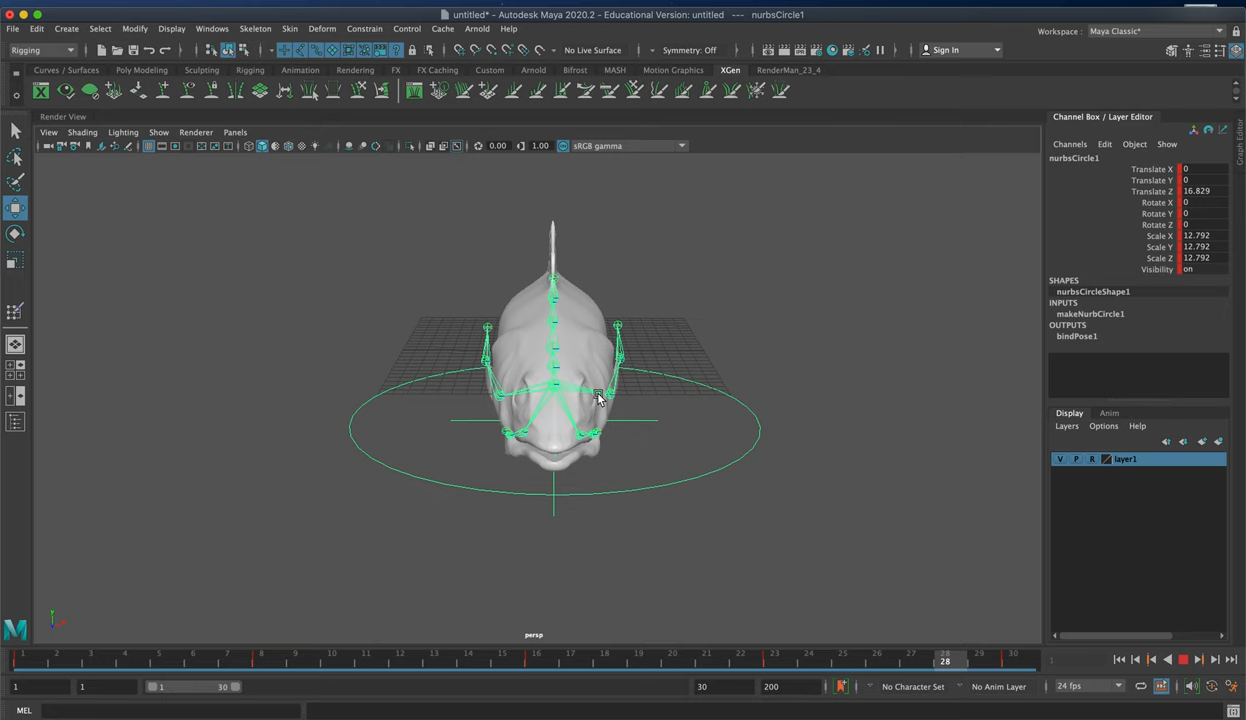 untitled* - Autodesk Maya 2020.2 - Educational Version: untitled --- nurbsCircle1
File Edit Create Select Modify Display Windows Skeleton Skin Deform Constrain Control Cache Arnold Help
Workspace : Maya Classic*
Rigging No Live Surface Symmetry: Off Sign In
Curves / Surfaces Poly Modeling Sculpting Rigging Animation Rendering FX FX Caching Custom Arnold Bifrost MASH Motion Graphics XGen RenderMan_23_4
Render View
View Shading Lighting Show Renderer Panels
0.00 1.00 sRGB gamma
Channel Box / Layer Editor
Graph Editor
Channels Edit Object Show
nurbsCircle1
Translate X 0
Translate Y 0
Translate Z 16.829
Rotate X 0
Rotate Y 0
Rotate Z 0
Scale X 12.792
Scale Y 12.792
Scale Z 12.792
Visibility on
SHAPES
nurbsCircleShape1
INPUTS
makeNurbCircle1
OUTPUTS
bindPose1
Display Anim
Layers Options Help
V P R layer1
Y
persp
1 2 3 4 5 6 7 8 9 10 11 12 13 14 15 16 17 18 19 20 21 22 23 24 25 26 27 28 29 30
28
1
1 1 1 30 30 200 No Character Set No Anim Layer 24 fps
MEL